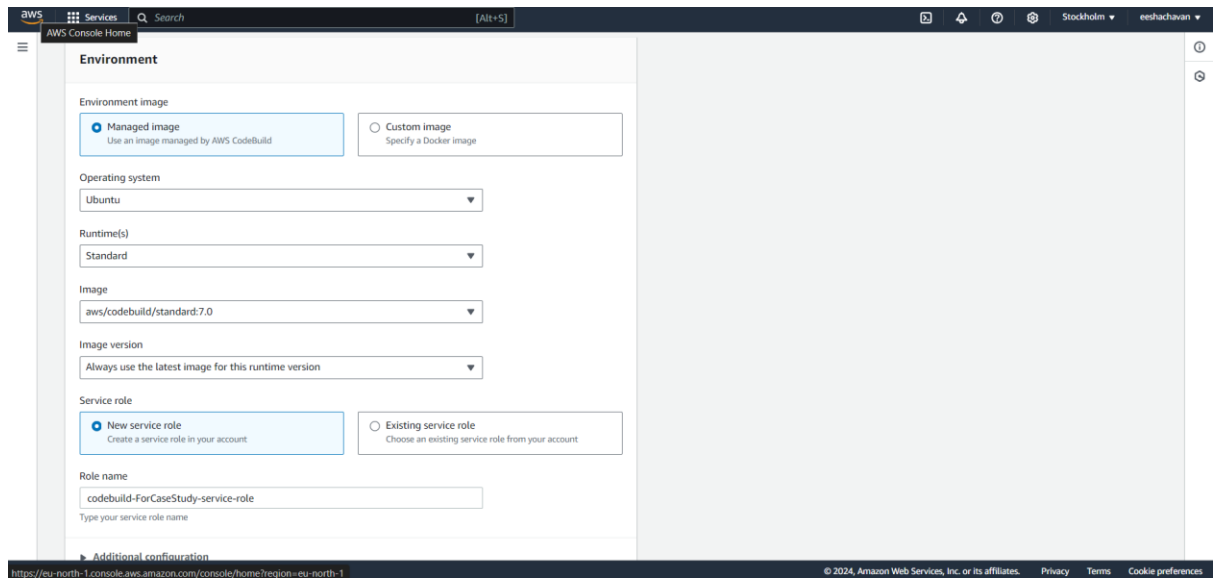 aws Services Search [Alt+S] Stockholm eeshachavan
AWS Console Home
Environment
Environment image
Managed image
Use an image managed by AWS CodeBuild
Custom image
Specify a Docker image
Operating system
Ubuntu
Runtime(s)
Standard
Image
aws/codebuild/standard:7.0
Image version
Always use the latest image for this runtime version
Service role
New service role
Create a service role in your account
Existing service role
Choose an existing service role from your account
Role name
codebuild-ForCaseStudy-service-role
Type your service role name
Additional configuration
https://eu-north-1.console.aws.amazon.com/console/home?region=eu-north-1 © 2024, Amazon Web Services, Inc. or its affiliates. Privacy Terms Cookie preferences